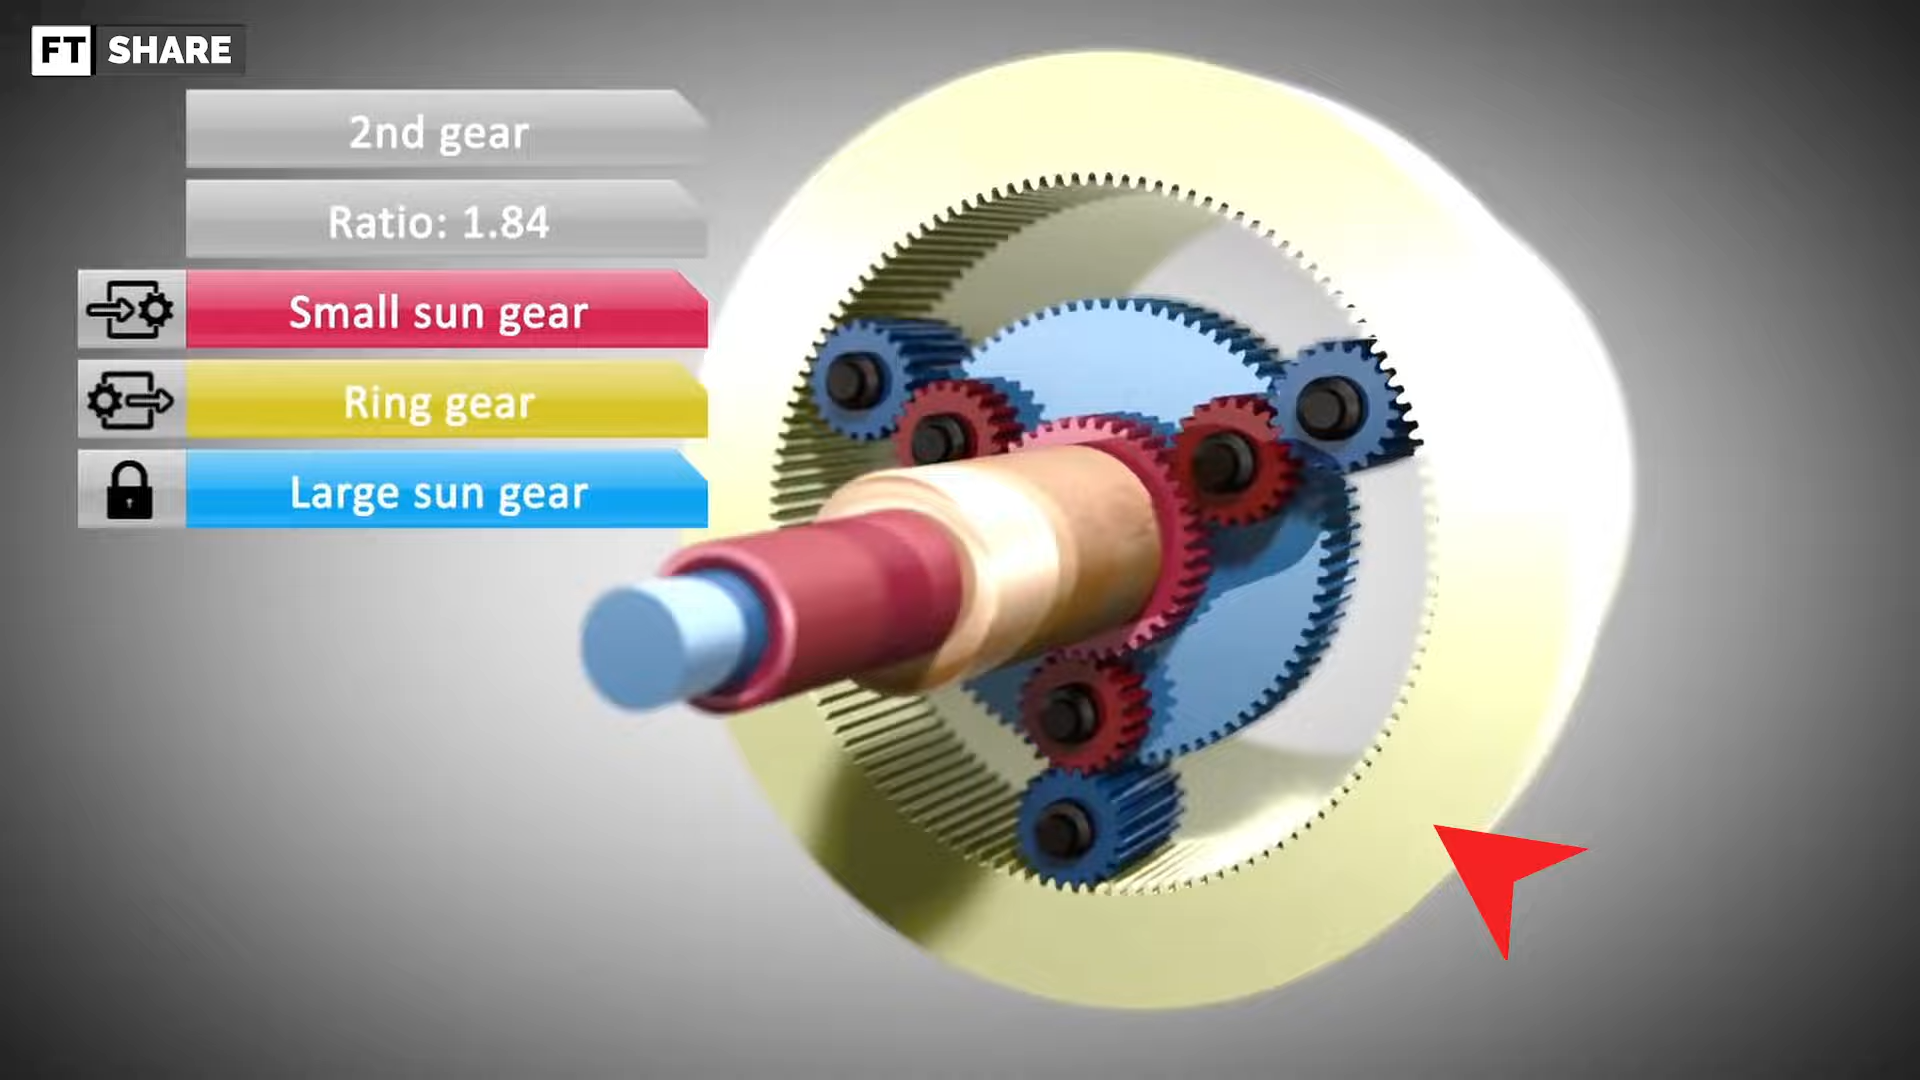 FT SHARE
2nd gear
Ratio: 1.84
Small sun gear
Ring gear
Large sun gear